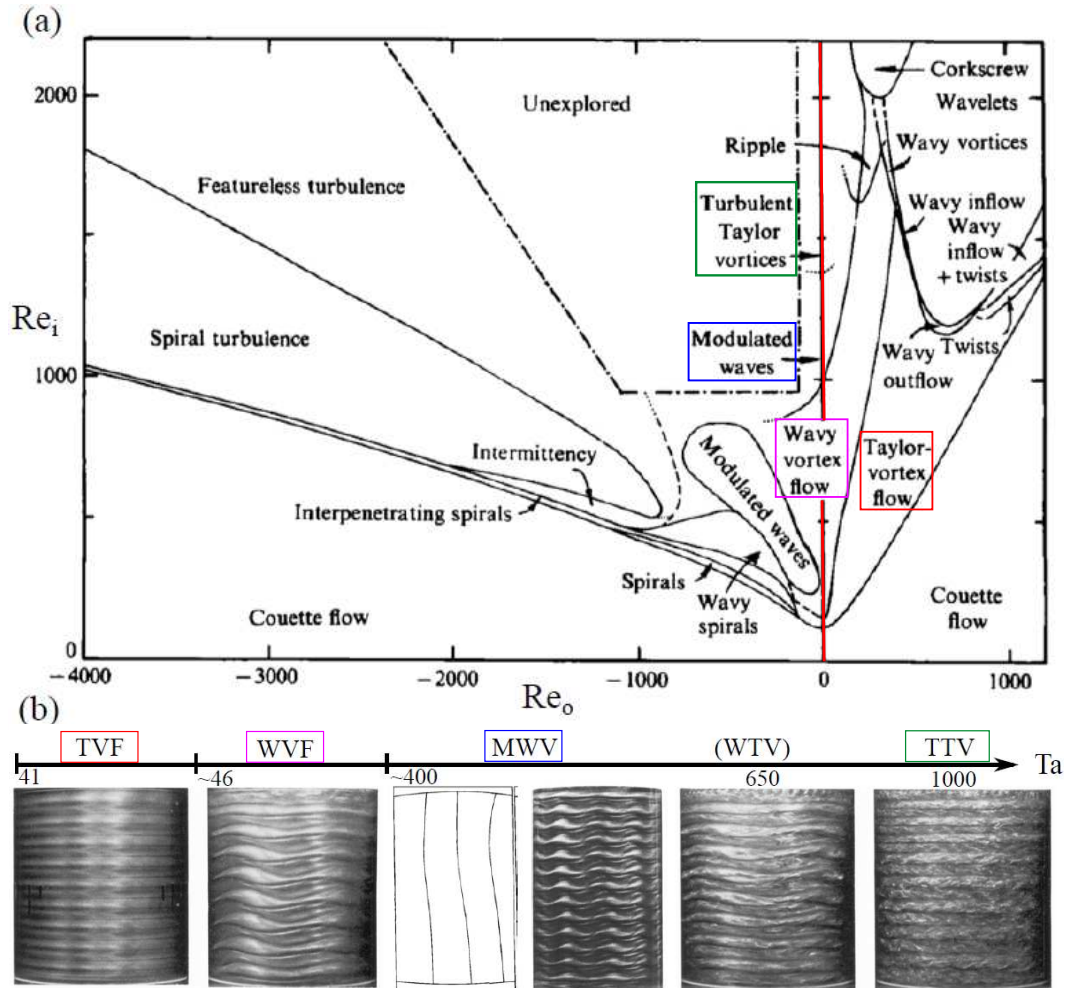 (a)
2000
1000
0
Re_i
-4000
-3000
-2000
-1000
0
1000
Re_o
Unexplored
Featureless turbulence
Spiral turbulence
Intermittency
Interpenetrating spirals
Couette flow
Spirals
Wavy
spirals
Modulated waves
Turbulent
Taylor
vortices
Modulated
waves
Wavy
vortex
flow
Taylor-
vortex
flow
Ripple
Corkscrew
Wavelets
Wavy vortices
Wavy inflow
Wavy
inflow
+ twists
Twists
Wavy
outflow
Couette
flow
(b)
TVF
WVF
MWV
(WTV)
TTV
Ta
41
~46
~400
650
1000